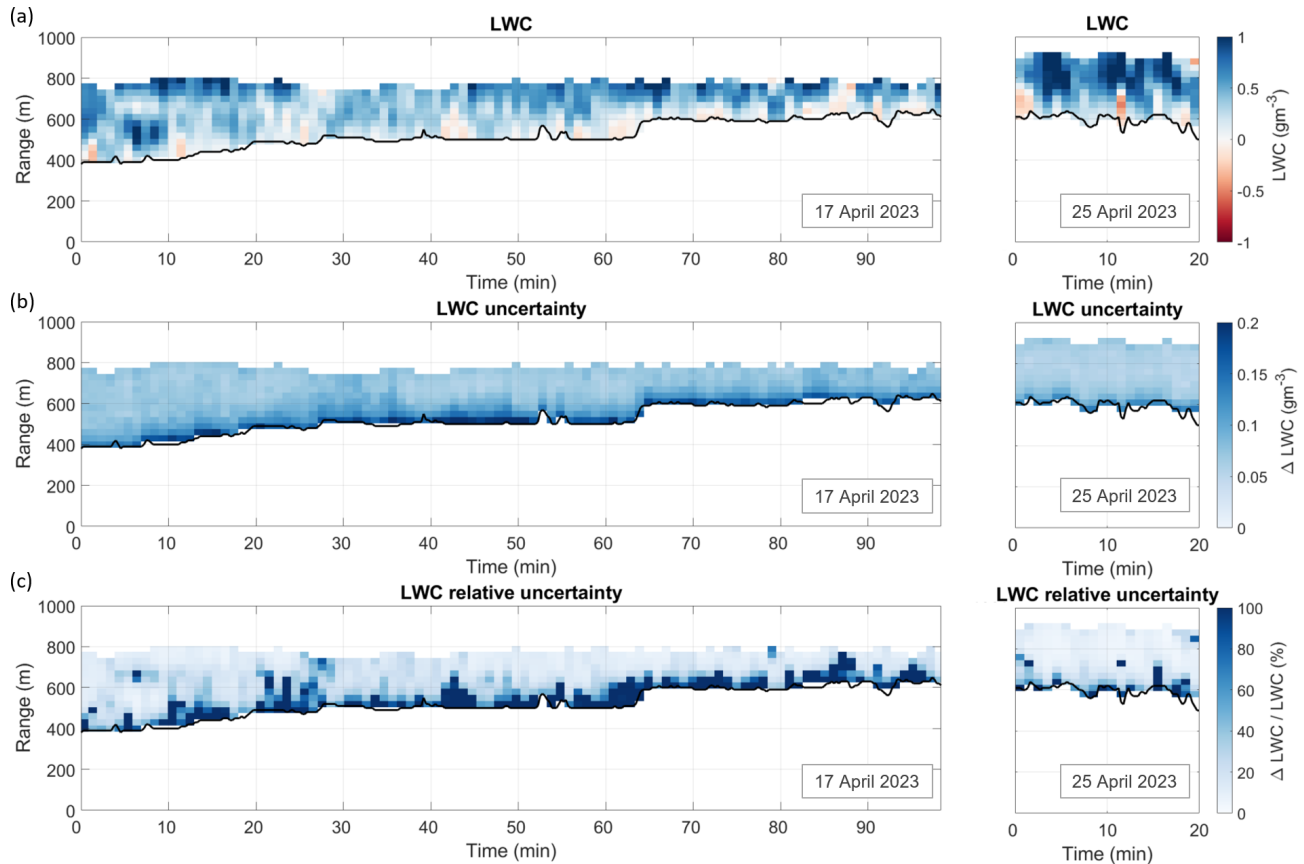 (a)
LWC
LWC
1000
800
600
400
200
0
Range (m)
0 10 20 30 40 50 60 70 80 90
Time (min)
17 April 2023
0 10 20
Time (min)
25 April 2023
1
0.5
0
-0.5
-1
LWC (gm-3)
(b)
LWC uncertainty
LWC uncertainty
1000
800
600
400
200
0
Range (m)
0 10 20 30 40 50 60 70 80 90
Time (min)
17 April 2023
0 10 20
Time (min)
25 April 2023
0.2
0.15
0.1
0.05
0
Δ LWC (gm-3)
(c)
LWC relative uncertainty
LWC relative uncertainty
1000
800
600
400
200
0
Range (m)
0 10 20 30 40 50 60 70 80 90
Time (min)
17 April 2023
0 10 20
Time (min)
25 April 2023
100
80
60
40
20
0
Δ LWC / LWC (%)